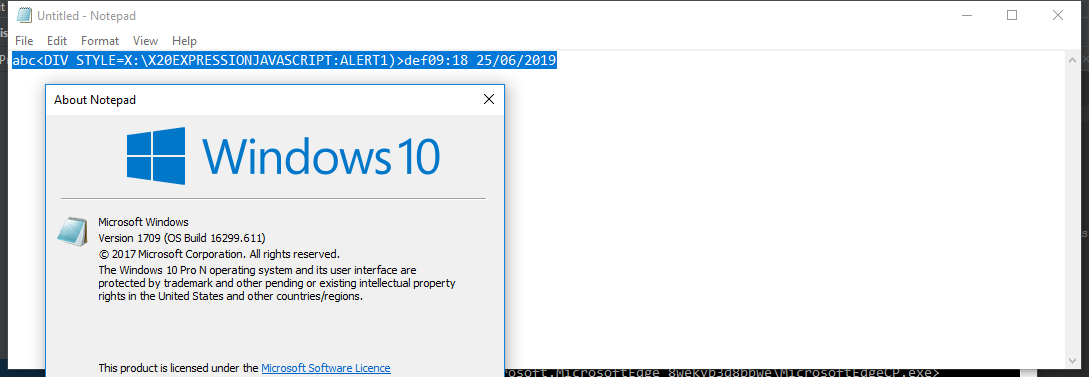 Untitled - Notepad
File Edit Format View Help
abc<DIV STYLE=X:\X20EXPRESSIONJAVASCRIPT:ALERT1)>def09:18 25/06/2019
About Notepad
Windows 10
Microsoft Windows
Version 1709 (OS Build 16299.611)
© 2017 Microsoft Corporation. All rights reserved.
The Windows 10 Pro N operating system and its user interface are
protected by trademark and other pending or existing intellectual property
rights in the United States and other countries/regions.
This product is licensed under the Microsoft Software Licence
rosoft.MicrosoftEdge_8wekyb3d8bbwe\MicrosoftEdgeCP.exe>